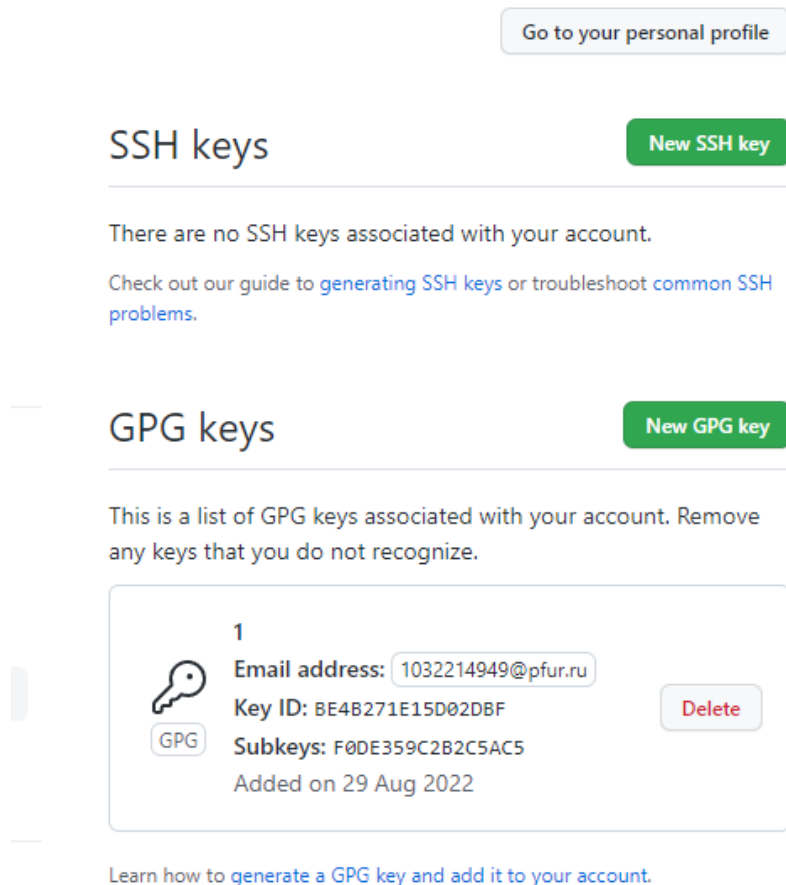 Go to your personal profile
SSH keys
New SSH key
There are no SSH keys associated with your account.
Check out our guide to generating SSH keys or troubleshoot common SSH
problems.
GPG keys
New GPG key
This is a list of GPG keys associated with your account. Remove
any keys that you do not recognize.
1
Email address: 1032214949@pfur.ru
Key ID: BE4B271E15D02DBF
Delete
GPG
Subkeys: F0DE359C2B2C5AC5
Added on 29 Aug 2022
Learn how to generate a GPG key and add it to your account.